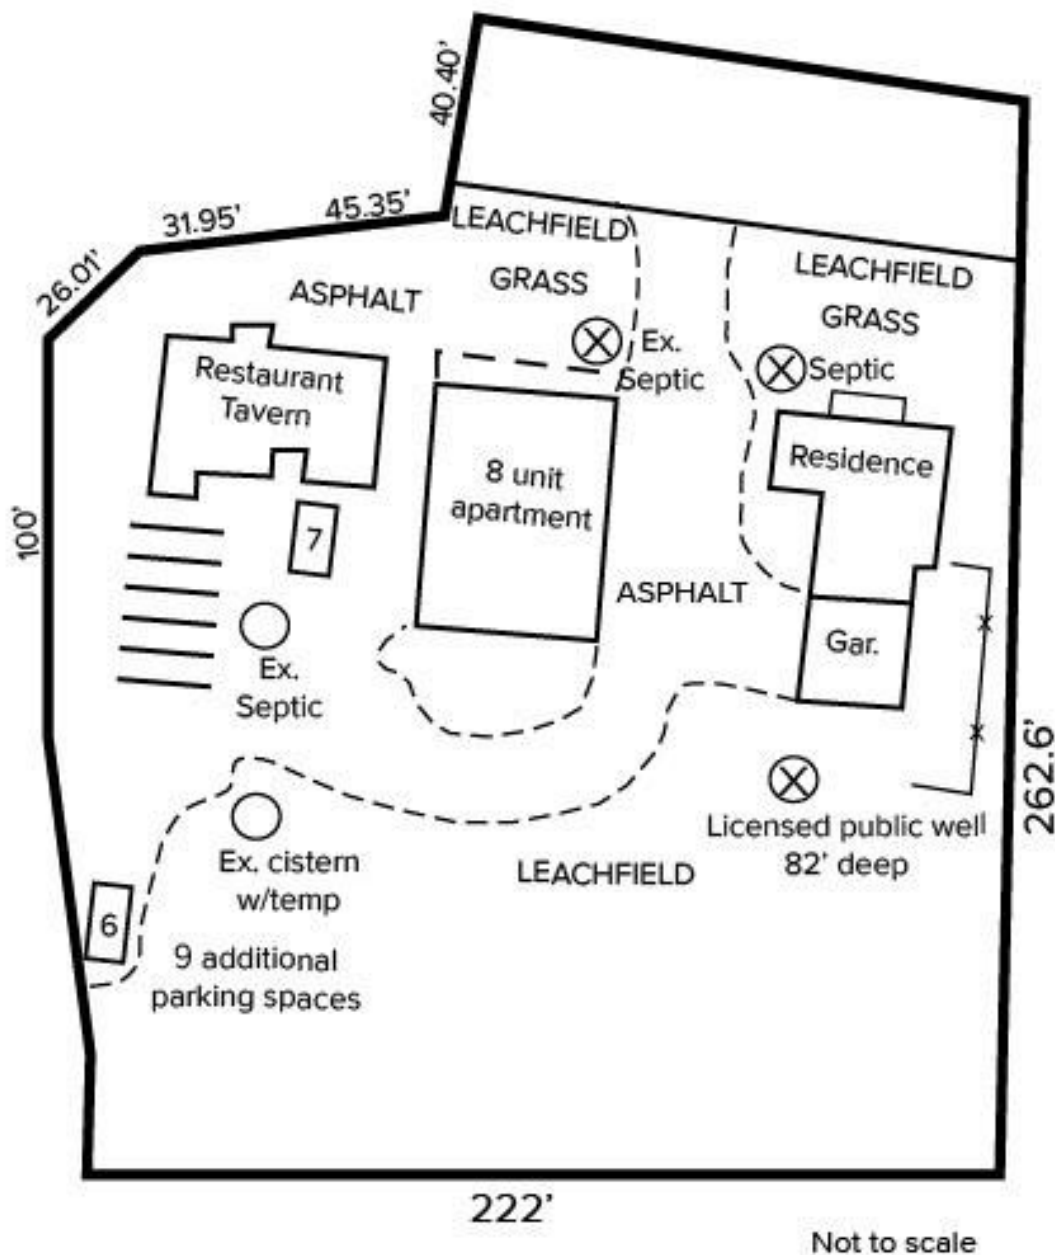 40.40'
31.95'
45.35'
26.01'
LEACHFIELD
GRASS
ASPHALT
LEACHFIELD
GRASS
Ex.
Septic
Septic
Restaurant
Tavern
8 unit
apartment
Residence
100'
7
ASPHALT
Gar.
Ex.
Septic
262.6'
Licensed public well
82' deep
Ex. cistern
w/temp
LEACHFIELD
6
9 additional
parking spaces
222'
Not to scale